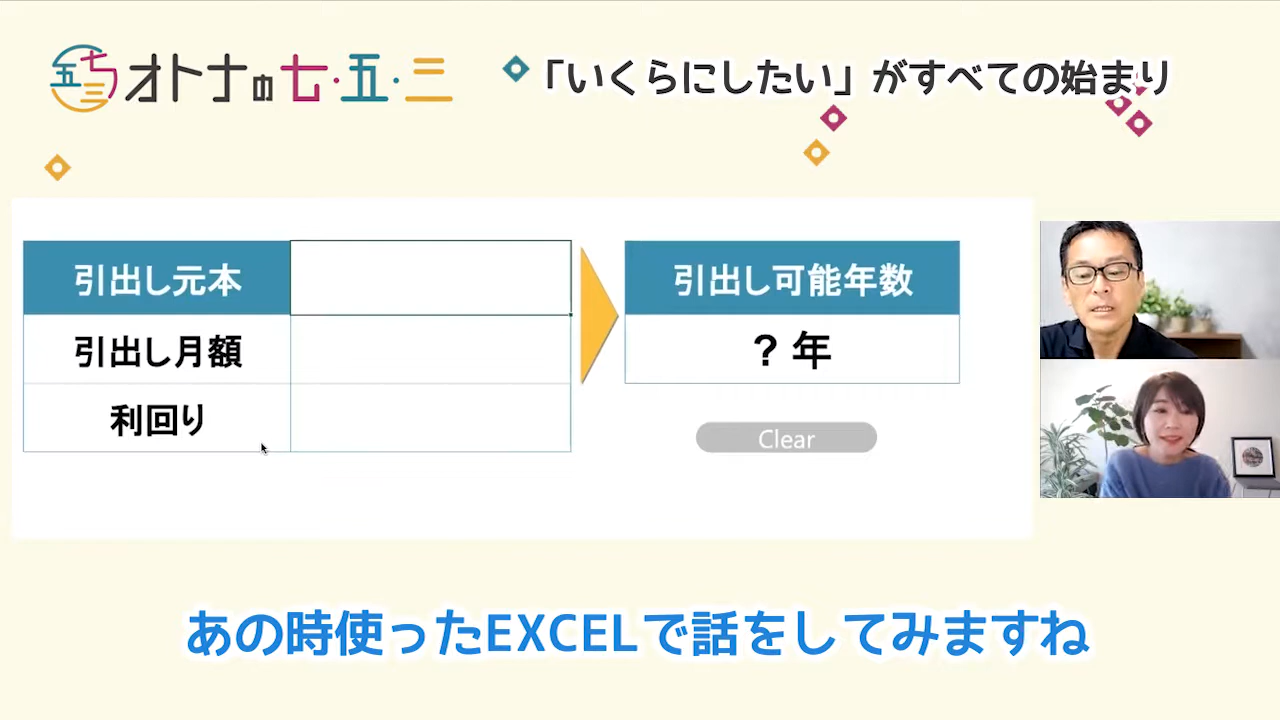 オトナの七・五・三
「いくらにしたい」がすべての始まり
引出し元本
引出し月額
利回り
引出し可能年数
? 年
Clear
あの時使ったEXCELで話をしてみますね